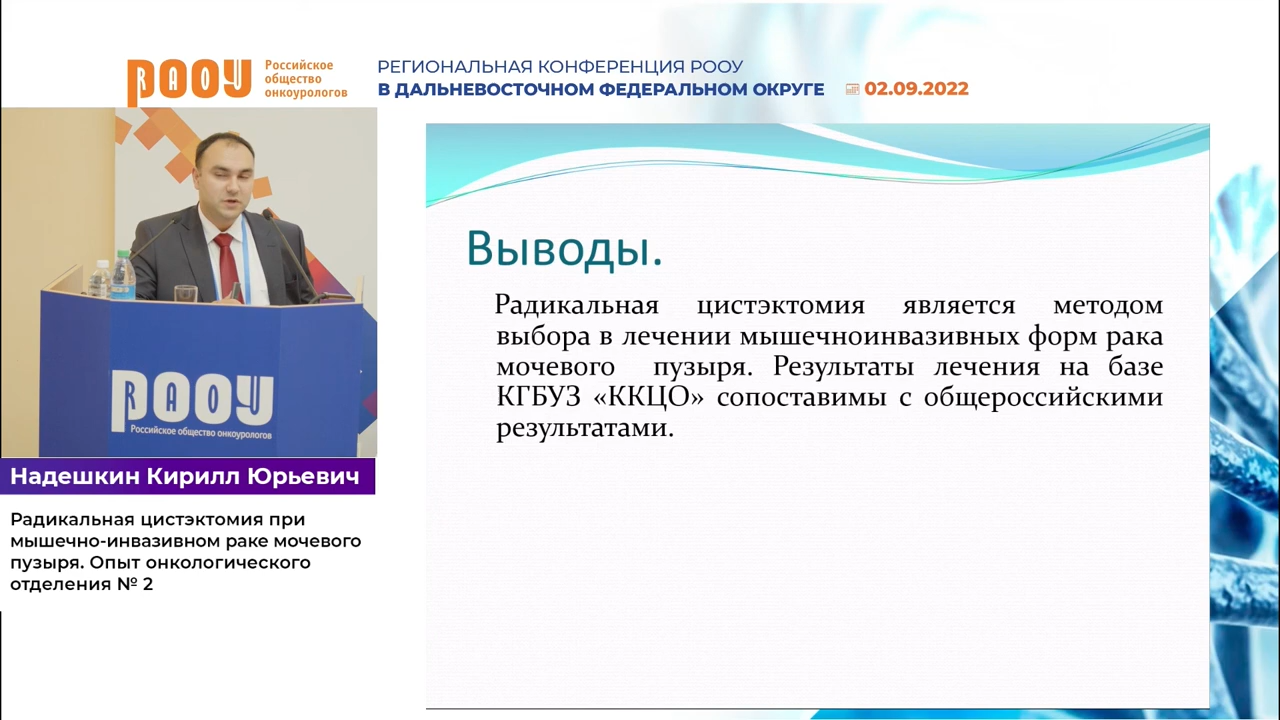 РООУ
RAOU
Российское
общество
онкоурологов
РЕГИОНАЛЬНАЯ КОНФЕРЕНЦИЯ РООУ
В ДАЛЬНЕВОСТОЧНОМ ФЕДЕРАЛЬНОМ ОКРУГЕ
02.09.2022
РООУ
RAOU
Российское общество онкоурологов
Надешкин Кирилл Юрьевич
Радикальная цистэктомия при
мышечно-инвазивном раке мочевого
пузыря. Опыт онкологического
отделения № 2
Выводы.
Радикальная цистэктомия является методом
выбора в лечении мышечноинвазивных форм рака
мочевого пузыря. Результаты лечения на базе
КГБУЗ «ККЦО» сопоставимы с общероссийскими
результатами.